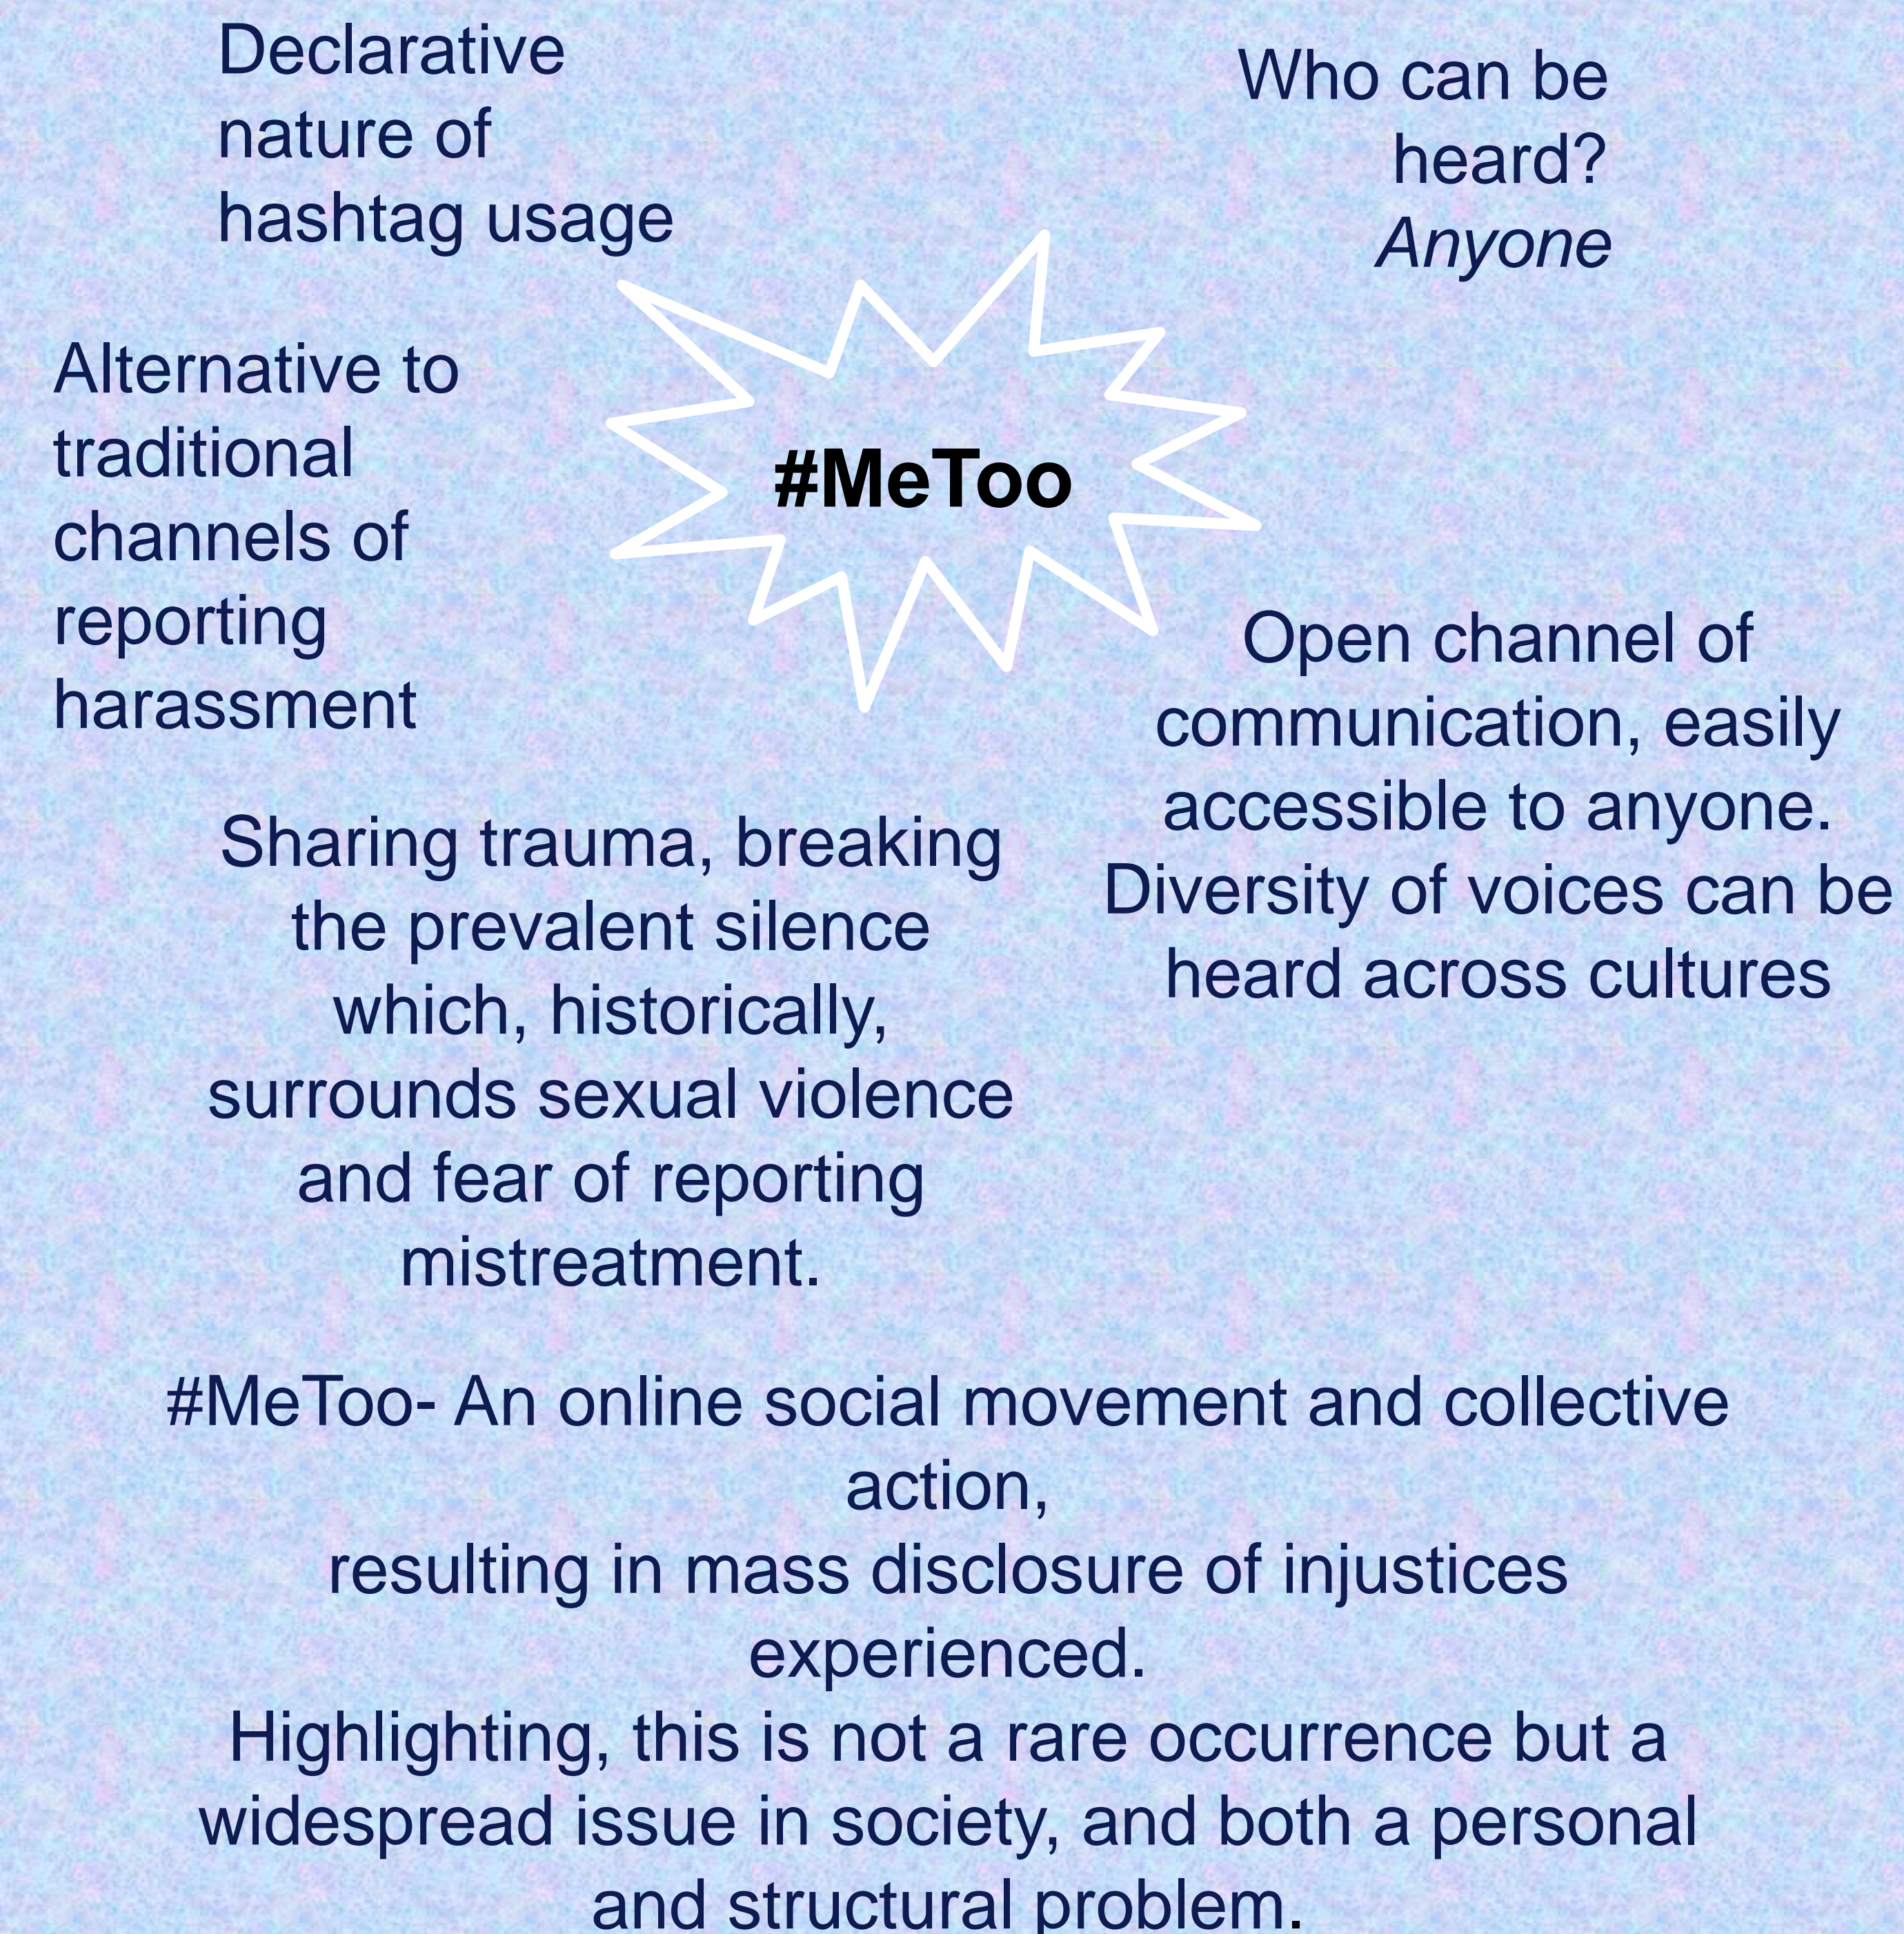 Declarative
nature of
hashtag usage
Who can be
heard?
Anyone
Alternative to
traditional
channels of
reporting
harassment
#MeToo
Open channel of
communication, easily
accessible to anyone.
Diversity of voices can be
heard across cultures
Sharing trauma, breaking
the prevalent silence
which, historically,
surrounds sexual violence
and fear of reporting
mistreatment.
#MeToo- An online social movement and collective
action,
resulting in mass disclosure of injustices
experienced.
Highlighting, this is not a rare occurrence but a
widespread issue in society, and both a personal
and structural problem.